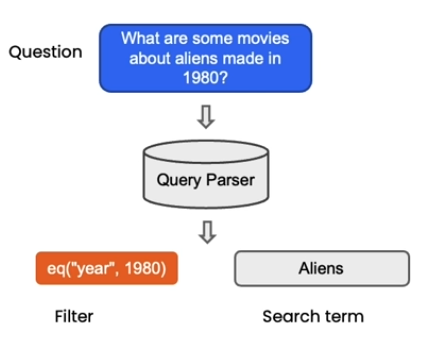 Question
What are some movies
about aliens made in
1980?
Query Parser
eq("year", 1980)
Aliens
Filter
Search term